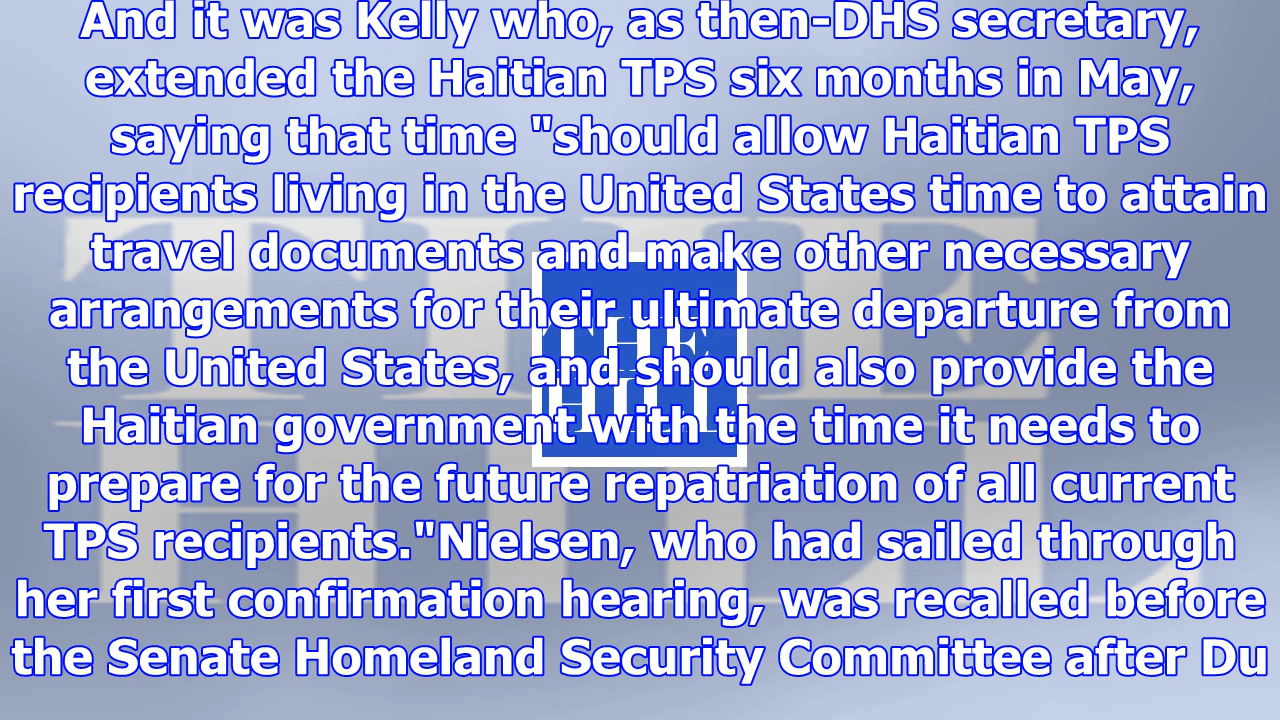 And it was Kelly who, as then-DHS secretary,
extended the Haitian TPS six months in May,
saying that time "should allow Haitian TPS
recipients living in the United States time to attain
travel documents and make other necessary
arrangements for their ultimate departure from
the United States, and should also provide the
Haitian government with the time it needs to
prepare for the future repatriation of all current
TPS recipients."Nielsen, who had sailed through
her first confirmation hearing, was recalled before
the Senate Homeland Security Committee after Du
THE
HILL
THE
HILL